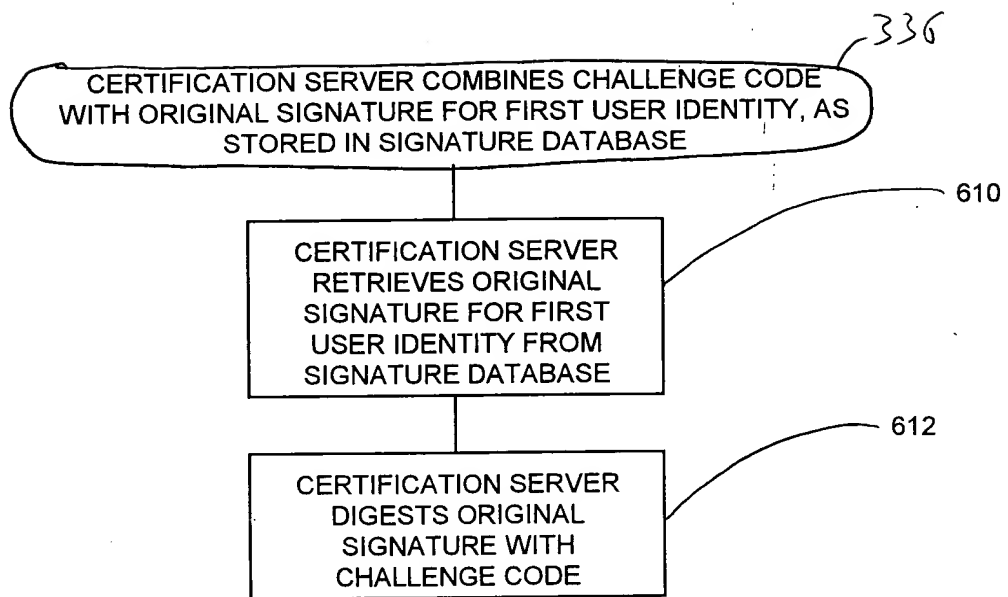 336
CERTIFICATION SERVER COMBINES CHALLENGE CODE
WITH ORIGINAL SIGNATURE FOR FIRST USER IDENTITY, AS
STORED IN SIGNATURE DATABASE
610
CERTIFICATION SERVER
RETRIEVES ORIGINAL
SIGNATURE FOR FIRST
USER IDENTITY FROM
SIGNATURE DATABASE
612
CERTIFICATION SERVER
DIGESTS ORIGINAL
SIGNATURE WITH
CHALLENGE CODE